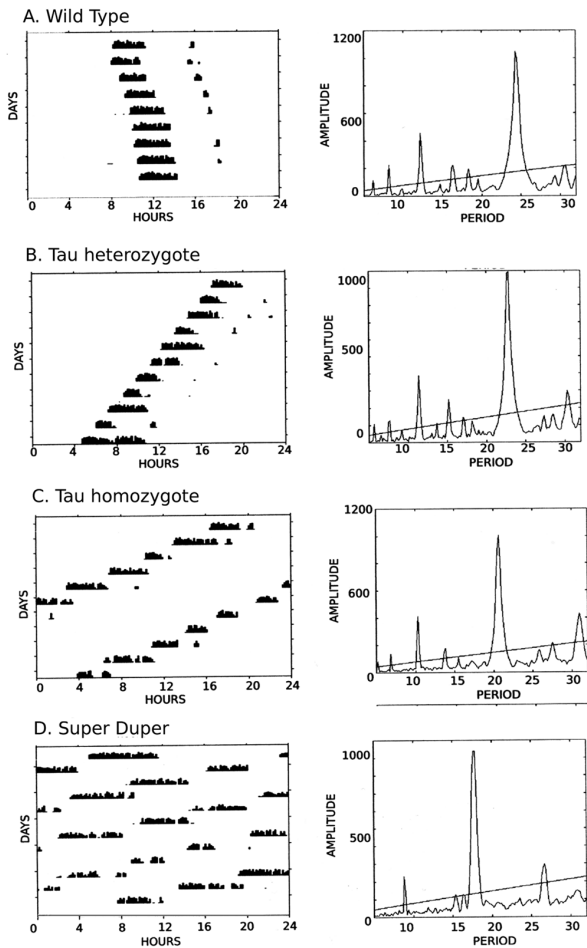 A. Wild Type
DAYS
0 4 8 12 16 20 24
HOURS
AMPLITUDE
1200
600
0
10 15 20 25 30
PERIOD
B. Tau heterozygote
DAYS
0 4 8 12 16 20 24
HOURS
AMPLITUDE
1000
500
0
10 15 20 25 30
PERIOD
C. Tau homozygote
DAYS
0 4 8 12 16 20 24
HOURS
AMPLITUDE
1200
600
0
10 15 20 25 30
PERIOD
D. Super Duper
DAYS
0 4 8 12 16 20 24
HOURS
AMPLITUDE
1000
500
0
10 15 20 25 30
PERIOD